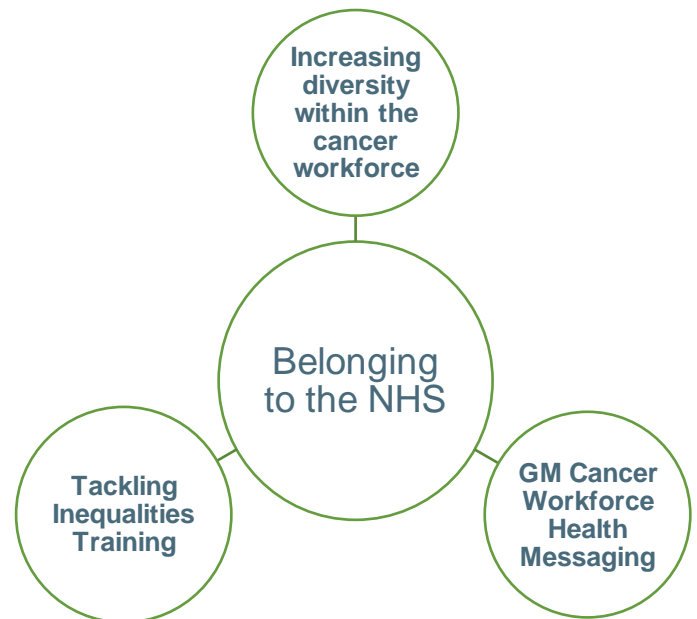 Increasing
diversity
within the
cancer
workforce
Belonging
to the NHS
Tackling
Inequalities
Training
GM Cancer
Workforce
Health
Messaging